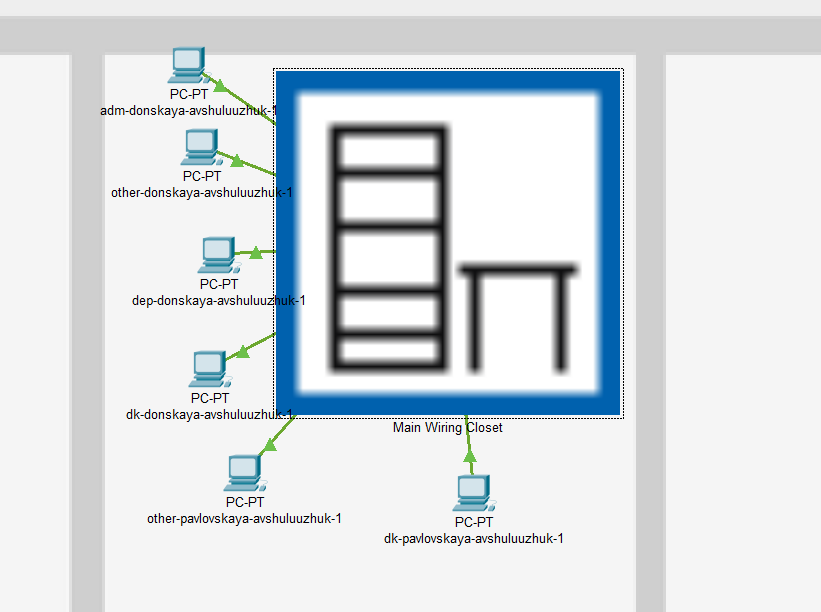 PC-PT
adm-donskaya-avshuluuzhuk-1
PC-PT
other-donskaya-avshuluuzhuk-1
PC-PT
dep-donskaya-avshuluuzhuk-1
PC-PT
dk-donskaya-avshuluuzhuk-1
Main Wiring Closet
PC-PT
other-pavlovskaya-avshuluuzhuk-1
PC-PT
dk-pavlovskaya-avshuluuzhuk-1